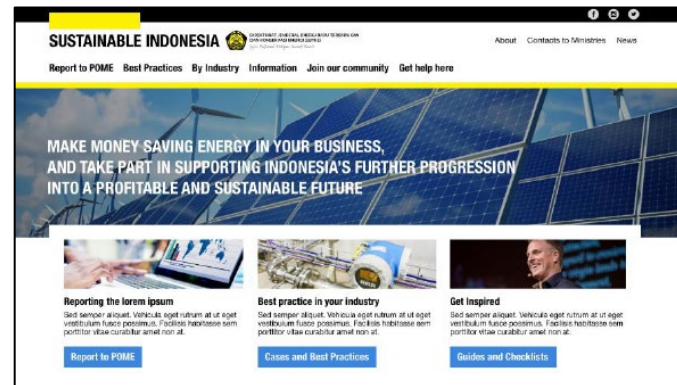 SUSTAINABLE INDONESIA
About Contacts to Ministries News
Report to POME Best Practices By Industry Information Join our community Get help here
MAKE MONEY SAVING ENERGY IN YOUR BUSINESS,
AND TAKE PART IN SUPPORTING INDONESIA'S FURTHER PROGRESSION
INTO A PROFITABLE AND SUSTAINABLE FUTURE
Reporting the lorem ipsum
Sed semper aliquet. Vehicula eget rutrum at ut eget
vestibulum fusce possimus. Facilisis habitasse sem
porttitor vitae curabitur amet non at.
Report to POME
Best practice in your industry
Sed semper aliquet. Vehicula eget rutrum at ut eget
vestibulum fusce possimus. Facilisis habitasse sem
porttitor vitae curabitur amet non at.
Cases and Best Practices
Get Inspired
Sed semper aliquet. Vehicula eget rutrum at ut eget
vestibulum fusce possimus. Facilisis habitasse sem
porttitor vitae curabitur amet non at.
Guides and Checklists